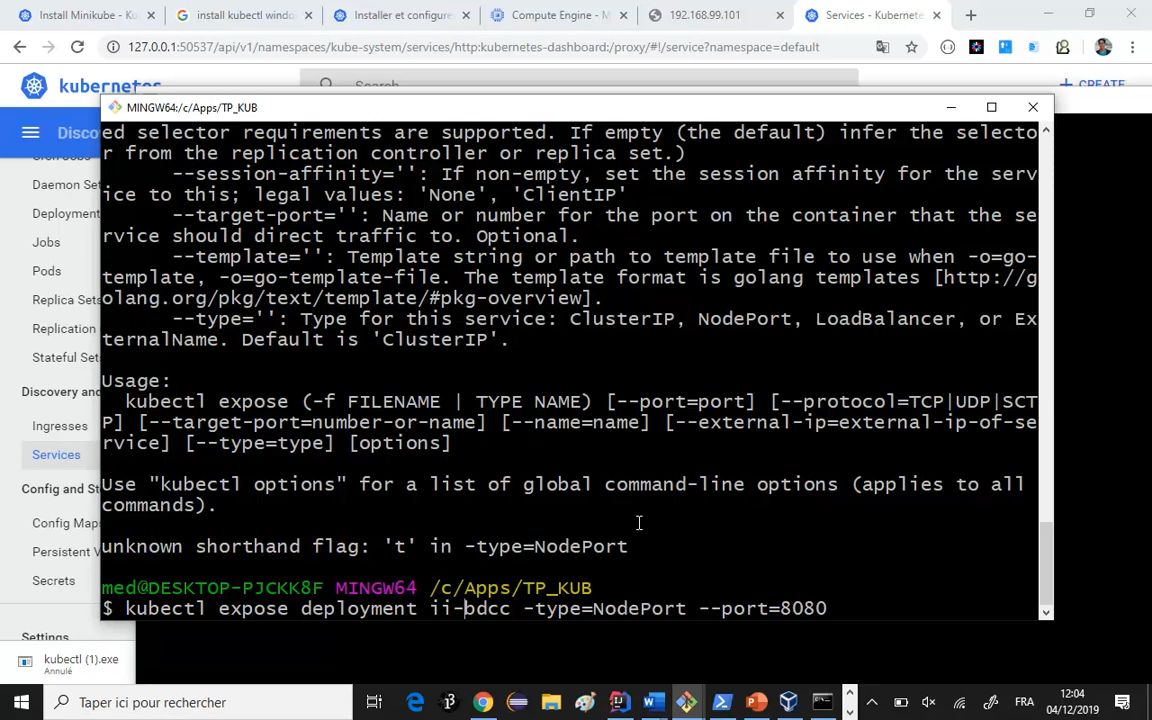 Install Minikube - Ku
install kubectl windo
Installer et configure
Compute Engine - M
192.168.99.101
Services - Kubernete
127.0.0.1:50537/api/v1/namespaces/kube-system/services/http:kubernetes-dashboard:/proxy/#!/service?namespace=default
kubernetes
Search
CREATE
MINGW64:/c/Apps/TP_KUB
Disco
ed selector requirements are supported. If empty (the default) infer the selecto
r from the replication controller or replica set.)
--session-affinity='': If non-empty, set the session affinity for the serv
ice to this; legal values: 'None', 'ClientIP'
--target-port='': Name or number for the port on the container that the se
rvice should direct traffic to. Optional.
--template='': Template string or path to template file to use when -o=go-
template, -o=go-template-file. The template format is golang templates [http://g
olang.org/pkg/text/template/#pkg-overview].
--type='': Type for this service: ClusterIP, NodePort, LoadBalancer, or Ex
ternalName. Default is 'ClusterIP'.
Usage:
kubectl expose (-f FILENAME | TYPE NAME) [--port=port] [--protocol=TCP|UDP|SCT
P] [--target-port=number-or-name] [--name=name] [--external-ip=external-ip-of-se
rvice] [--type=type] [options]
Use "kubectl options" for a list of global command-line options (applies to all
commands).
unknown shorthand flag: 't' in -type=NodePort
med@DESKTOP-PJCKK8F MINGW64 /c/Apps/TP_KUB
$ kubectl expose deployment ii-bdcc -type=NodePort --port=8080
Daemon Set
Deployment
Jobs
Pods
Replica Sets
Replication
Stateful Set
Discovery and
Ingresses
Services
Config and St
Config Maps
Persistent V
Secrets
Settings
kubectl (1).exe
Annulé
Taper ici pour rechercher
FRA
12:04
04/12/2019